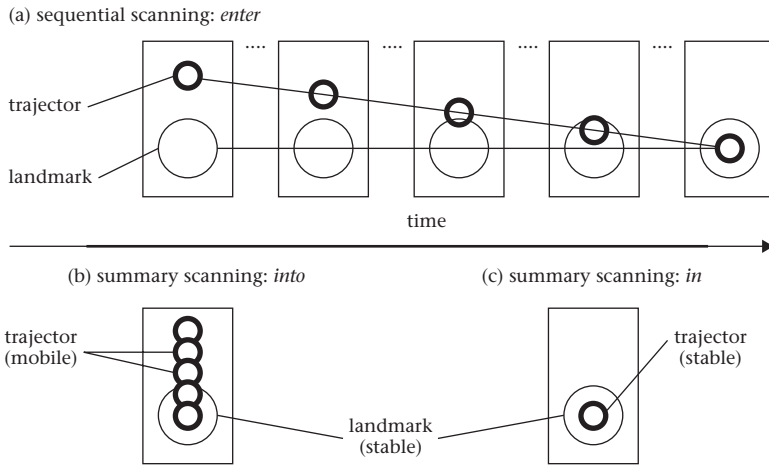 (a) sequential scanning: enter
.... .... .... ....
trajector
landmark
time
(b) summary scanning: into
(c) summary scanning: in
trajector
(mobile)
trajector
(stable)
landmark
(stable)